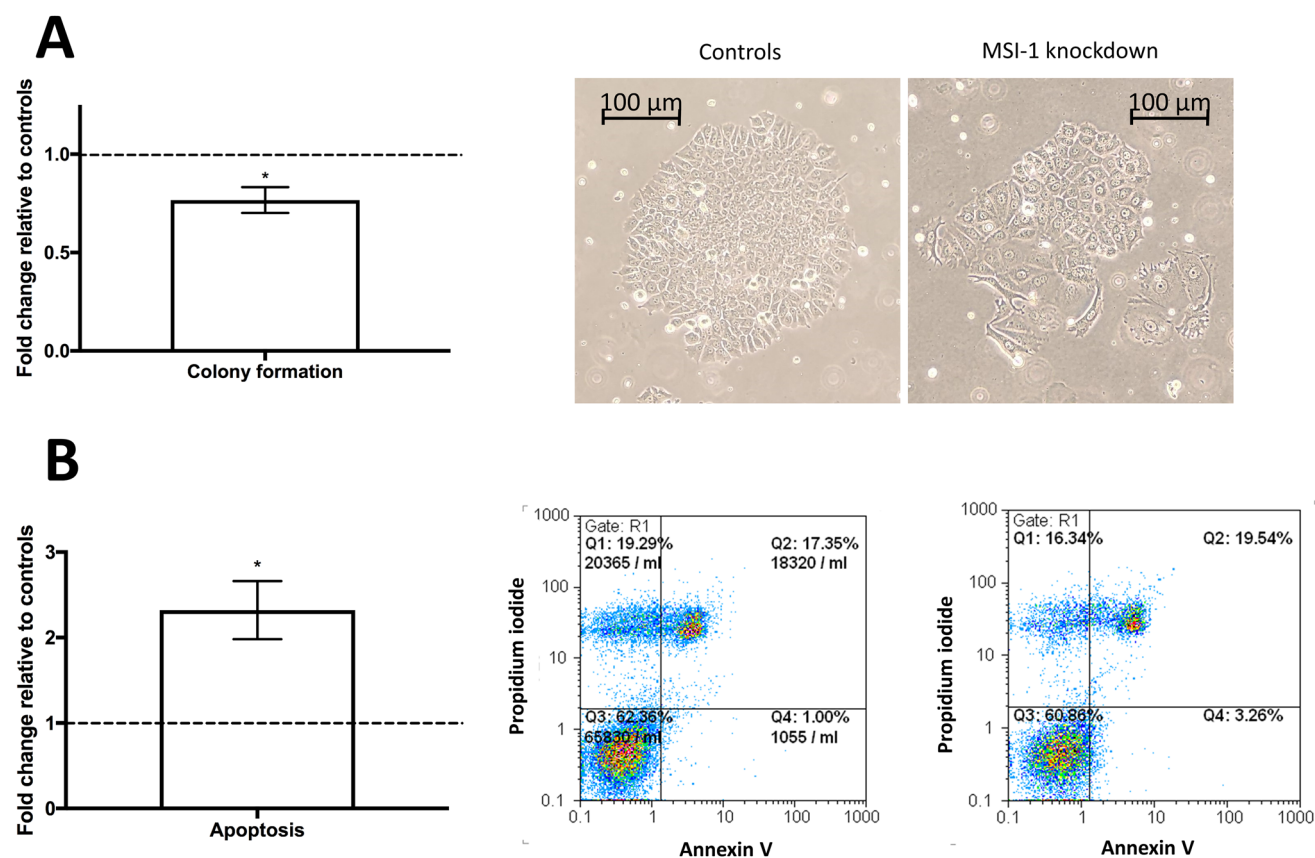 A
Fold change relative to controls
1.0
0.5
0.0
*
Colony formation
Controls
MSI-1 knockdown
100 μm
100 μm
B
Fold change relative to controls
3
2
1
0
*
Apoptosis
Propidium iodide
1000
100
10
1
0.1
Gate: R1
Q1: 19.29%
20365 / ml
Q2: 17.35%
18320 / ml
Q3: 62.36%
65830 / ml
Q4: 1.00%
1055 / ml
0.1 1 10 100 1000
Annexin V
Propidium iodide
1000
100
10
1
0.1
Gate: R1
Q1: 16.34%
Q2: 19.54%
Q3: 60.86%
Q4: 3.26%
0.1 1 10 100 1000
Annexin V